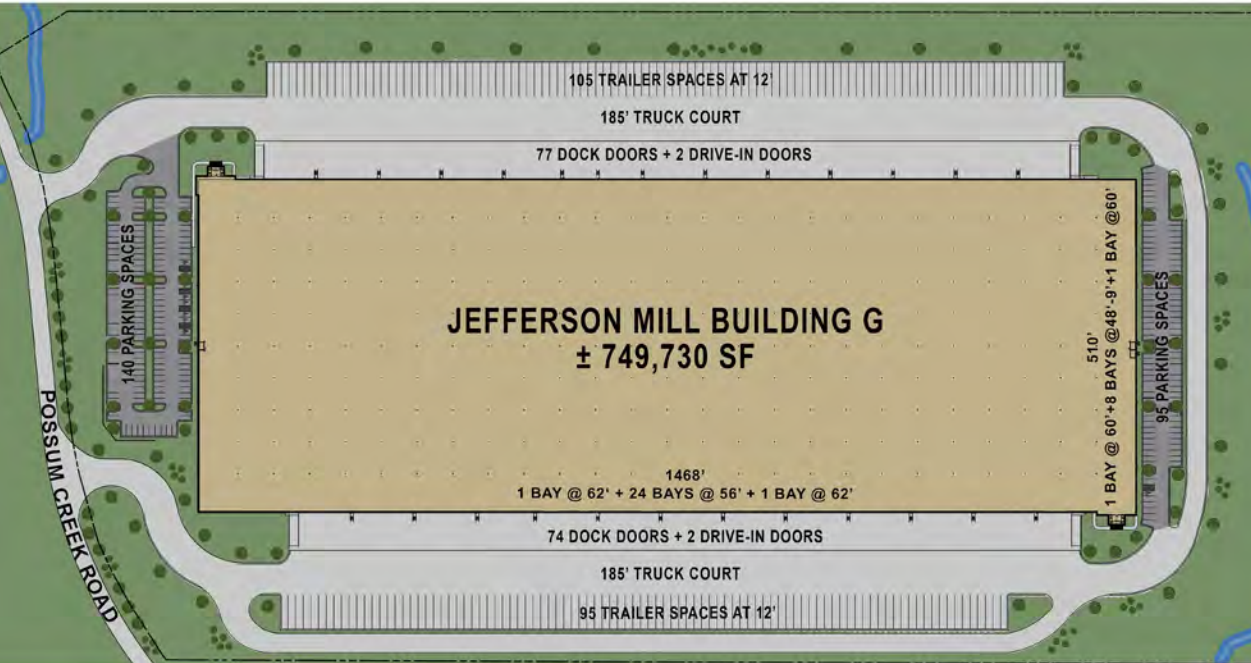 105 TRAILER SPACES AT 12'
185' TRUCK COURT
77 DOCK DOORS + 2 DRIVE-IN DOORS
140 PARKING SPACES
JEFFERSON MILL BUILDING G
± 749,730 SF
510'
1 BAY @ 60'+8 BAYS @48'-9'+1 BAY @60'
95 PARKING SPACES
POSSUM CREEK ROAD
1468'
1 BAY @ 62' + 24 BAYS @ 56' + 1 BAY @ 62'
74 DOCK DOORS + 2 DRIVE-IN DOORS
185' TRUCK COURT
95 TRAILER SPACES AT 12'